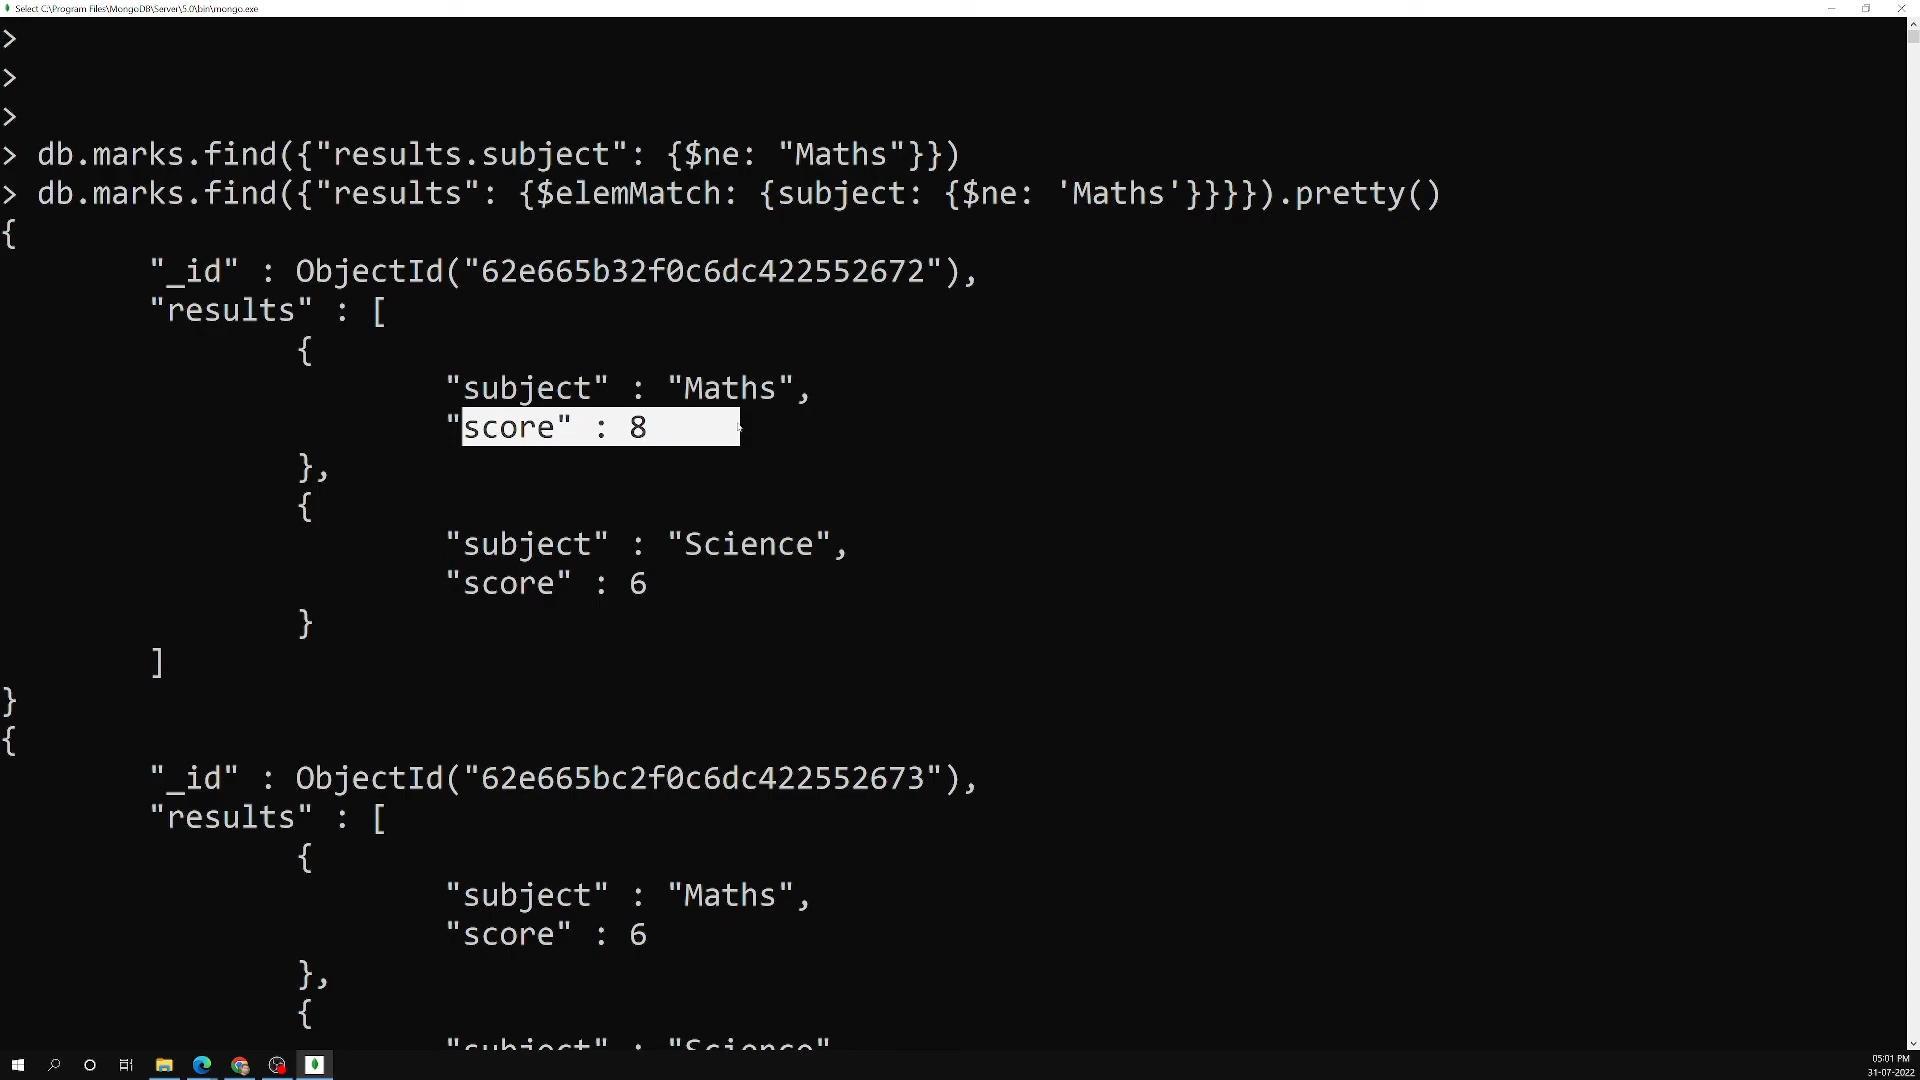 Select C:\Program Files\MongoDB\Server\5.0\bin\mongo.exe
>
>
>
> db.marks.find({"results.subject": {$ne: "Maths"}})
> db.marks.find({"results": {$elemMatch: {subject: {$ne: 'Maths'}}}}).pretty()
{
"_id" : ObjectId("62e665b32f0c6dc422552672"),
"results" : [
{
"subject" : "Maths",
"score" : 8
},
{
"subject" : "Science",
"score" : 6
}
]
}
{
"_id" : ObjectId("62e665bc2f0c6dc422552673"),
"results" : [
{
"subject" : "Maths",
"score" : 6
},
{
"subject" : "Science"
05:01 PM
31-07-2022